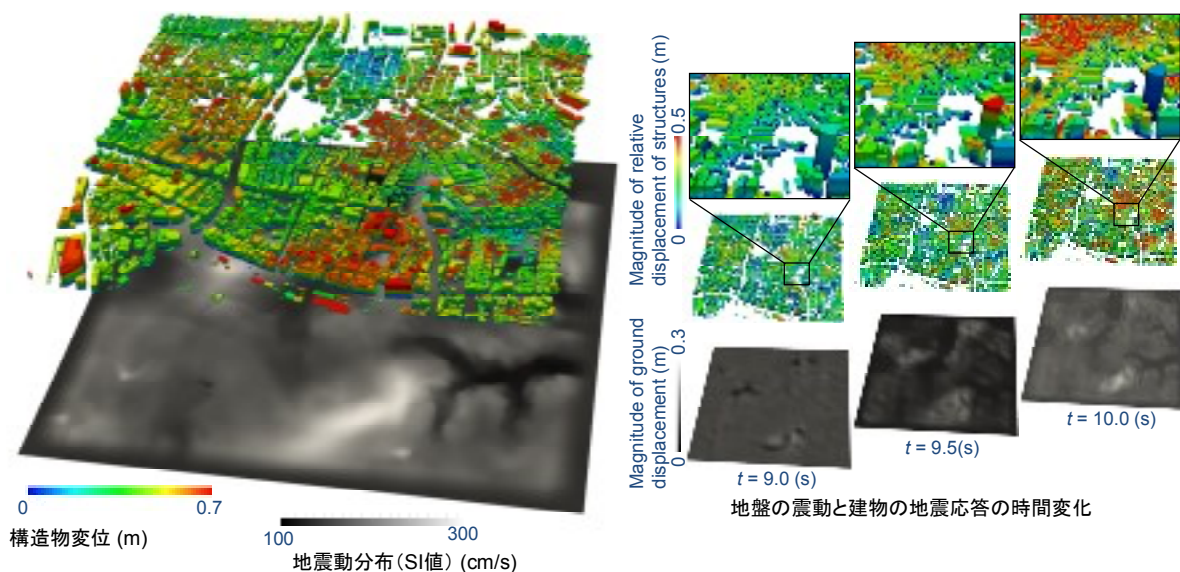 0
0.7
構造物変位 (m)
100
300
地震動分布(SI値) (cm/s)
Magnitude of relative
displacement of structures (m)
0
0.5
Magnitude of ground
displacement (m)
0
0.3
t = 9.0 (s)
t = 9.5(s)
t = 10.0 (s)
地盤の震動と建物の地震応答の時間変化